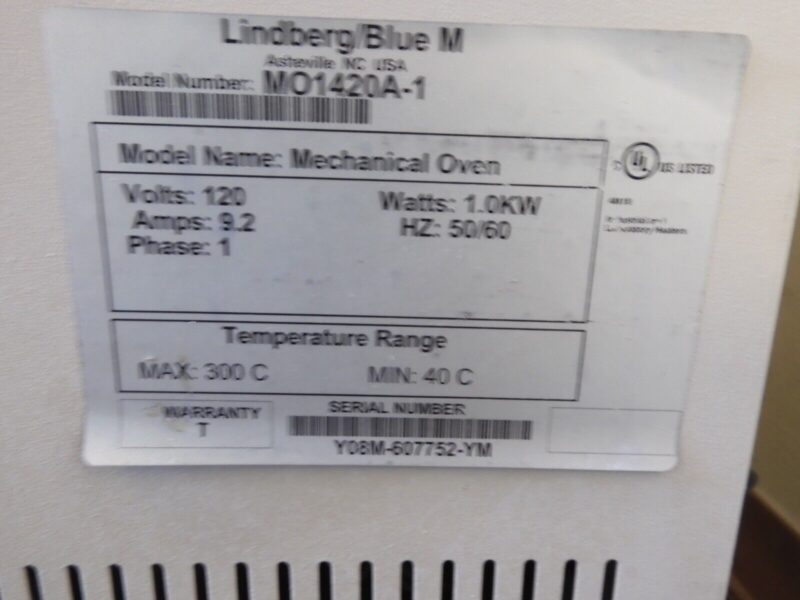 Lindberg/Blue M
Asheville NC USA
Model Number: MO1420A-1
Model Name: Mechanical Oven
Volts: 120
Watts: 1.0KW
Amps: 9.2
HZ: 50/60
Phase: 1
UL US LISTED
Temperature Range
MAX: 300 C
MIN: 40 C
WARRANTY
T
SERIAL NUMBER
Y08M-607752-YM